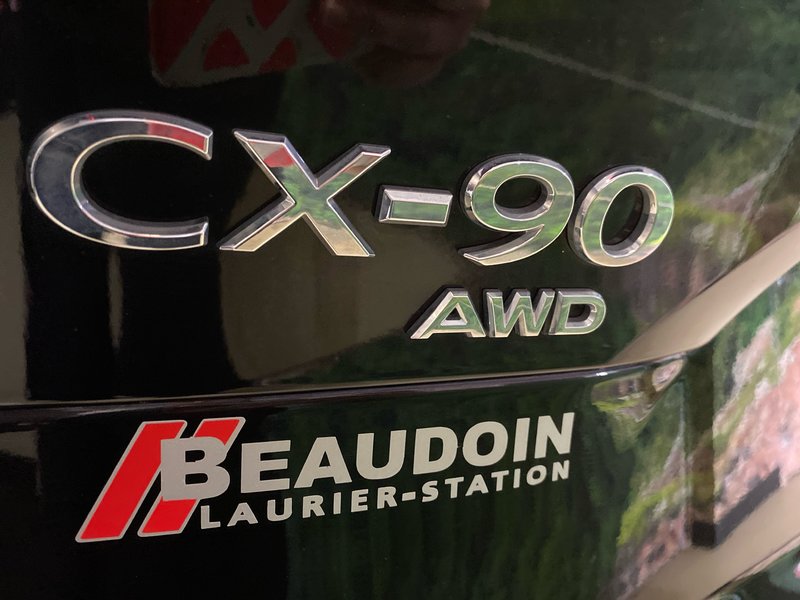 CX-90
AWD
BEAUDOIN
LAURIER-STATION